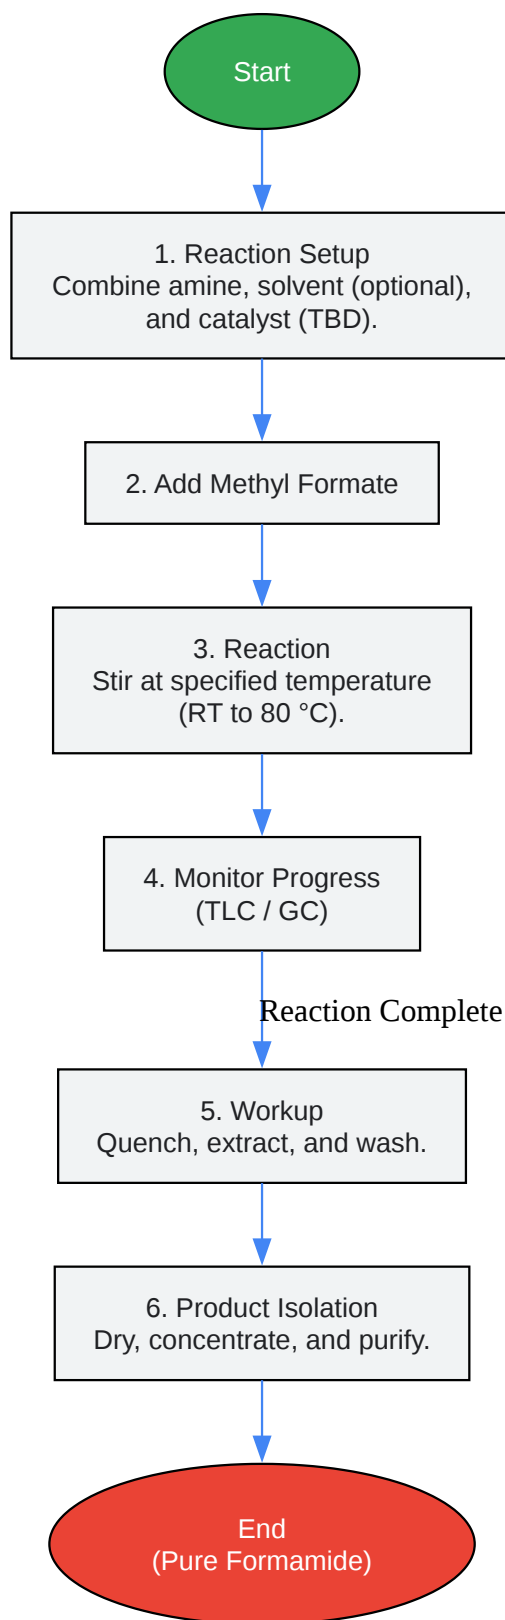 Start
1. Reaction Setup
Combine amine, solvent (optional),
and catalyst (TBD).
2. Add Methyl Formate
3. Reaction
Stir at specified temperature
(RT to 80 °C).
4. Monitor Progress
(TLC / GC)
Reaction Complete
5. Workup
Quench, extract, and wash.
6. Product Isolation
Dry, concentrate, and purify.
End
(Pure Formamide)